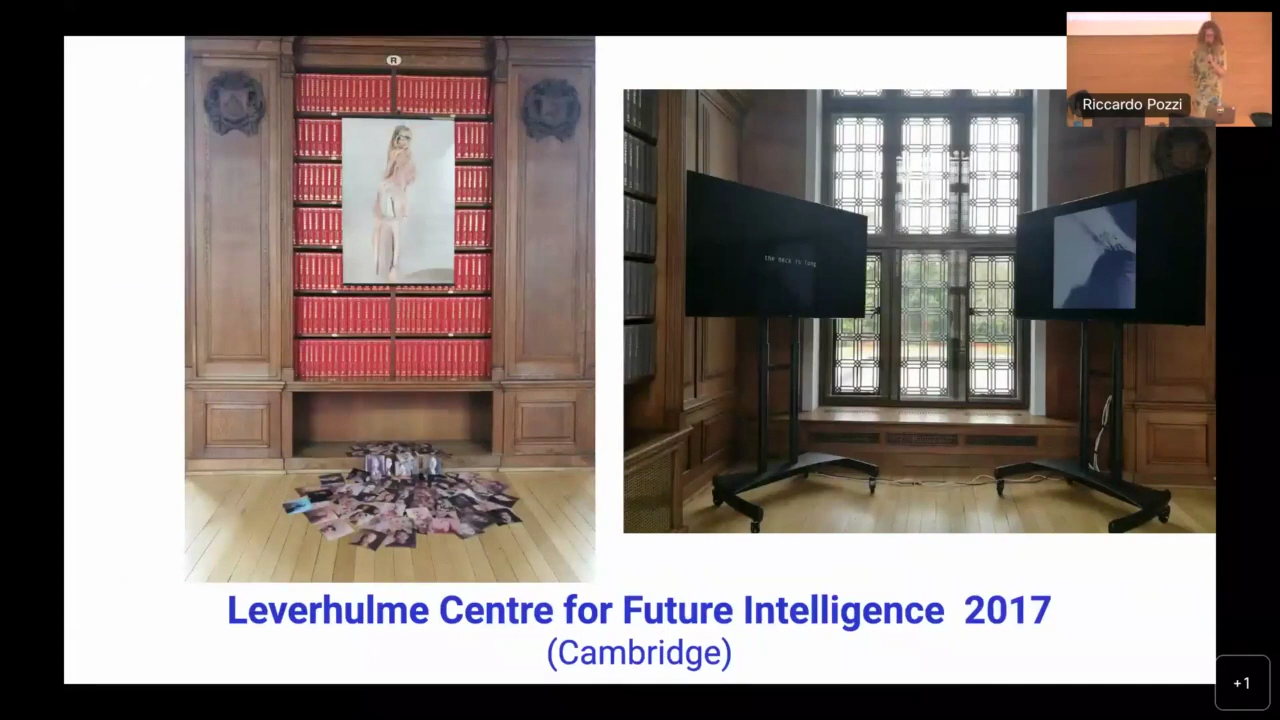 R
Riccardo Pozzi
the neck is long
Leverhulme Centre for Future Intelligence 2017
(Cambridge)
+1